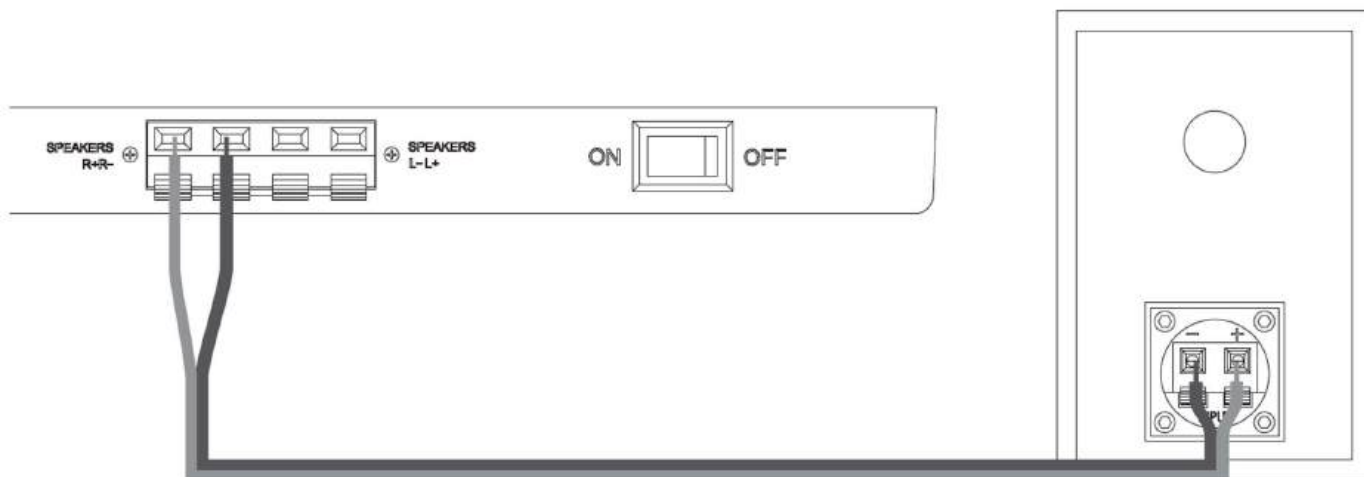 SPEAKERS
R+R-
SPEAKERS
L- L+
ON
OFF
- +